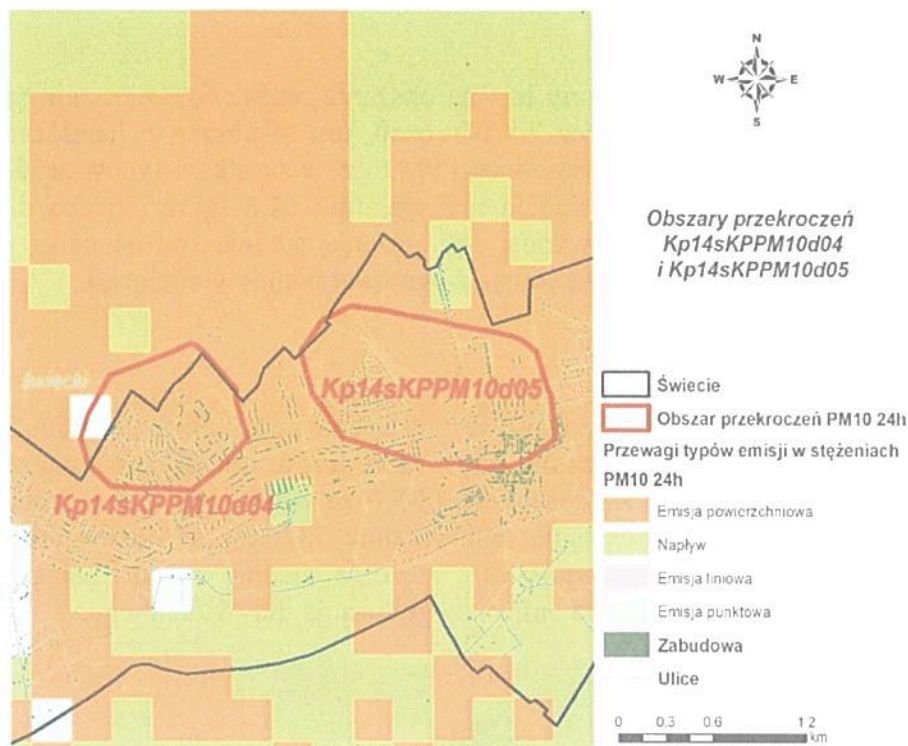 N
W E
S
Obszary przekroczeń
Kp14sKPPM10d04
i Kp14sKPPM10d05
Kp14sKPPM10d05
Kp14sKPPM10d04
Świecie
Obszar przekroczeń PM10 24h
Przewagi typów emisji w stężeniach
PM10 24h
Emisja powierzchniowa
Napływ
Emisja liniowa
Emisja punktowa
Zabudowa
Ulice
0 0.3 0.6 1 2
km